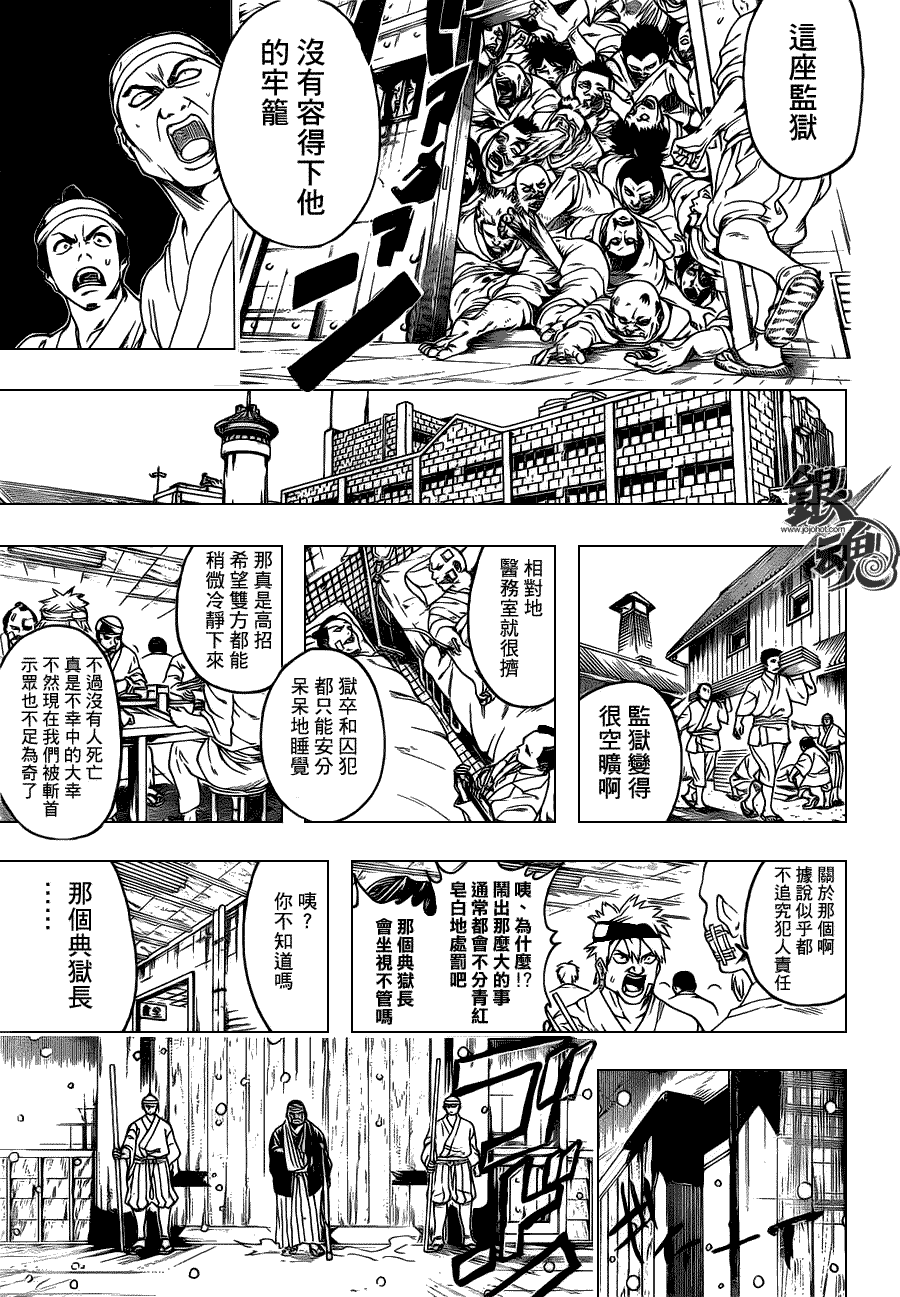 這座監獄
沒有容得下他
的牢籠
銀魂
www.jojohot.com
監獄變得
很空曠啊
相對地
醫務室就很擠
獄卒和囚犯
都只能安分
呆呆地睡覺
那真是高招
希望雙方都能
稍微冷靜下來
不過沒有人死亡
真是不幸中的大幸
不然現在我們被斬首
示眾也不足為奇了
關於那個啊
據說似乎都
不追究犯人責任
咦、為什麼!?
鬧出那麼大的事
通常都會不分青紅
皂白地處罰吧
那個典獄長
會坐視不管嗎
咦？
你不知道嗎
那個典獄長
……
ゴゴゴ